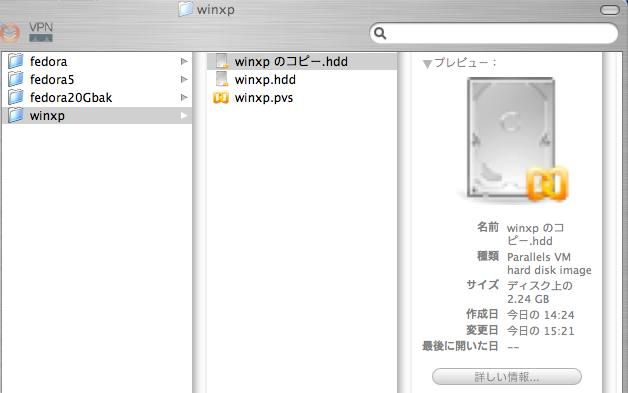 winxp
VPN
fedora
fedora5
fedora20Gbak
winxp
winxp のコピー.hdd
winxp.hdd
winxp.pvs
プレビュー：
名前 winxp のコ
ピー.hdd
種類 Parallels VM
hard disk image
サイズ ディスク上の
2.24 GB
作成日 今日の 14:24
変更日 今日の 15:21
最後に開いた日 --
詳しい情報...